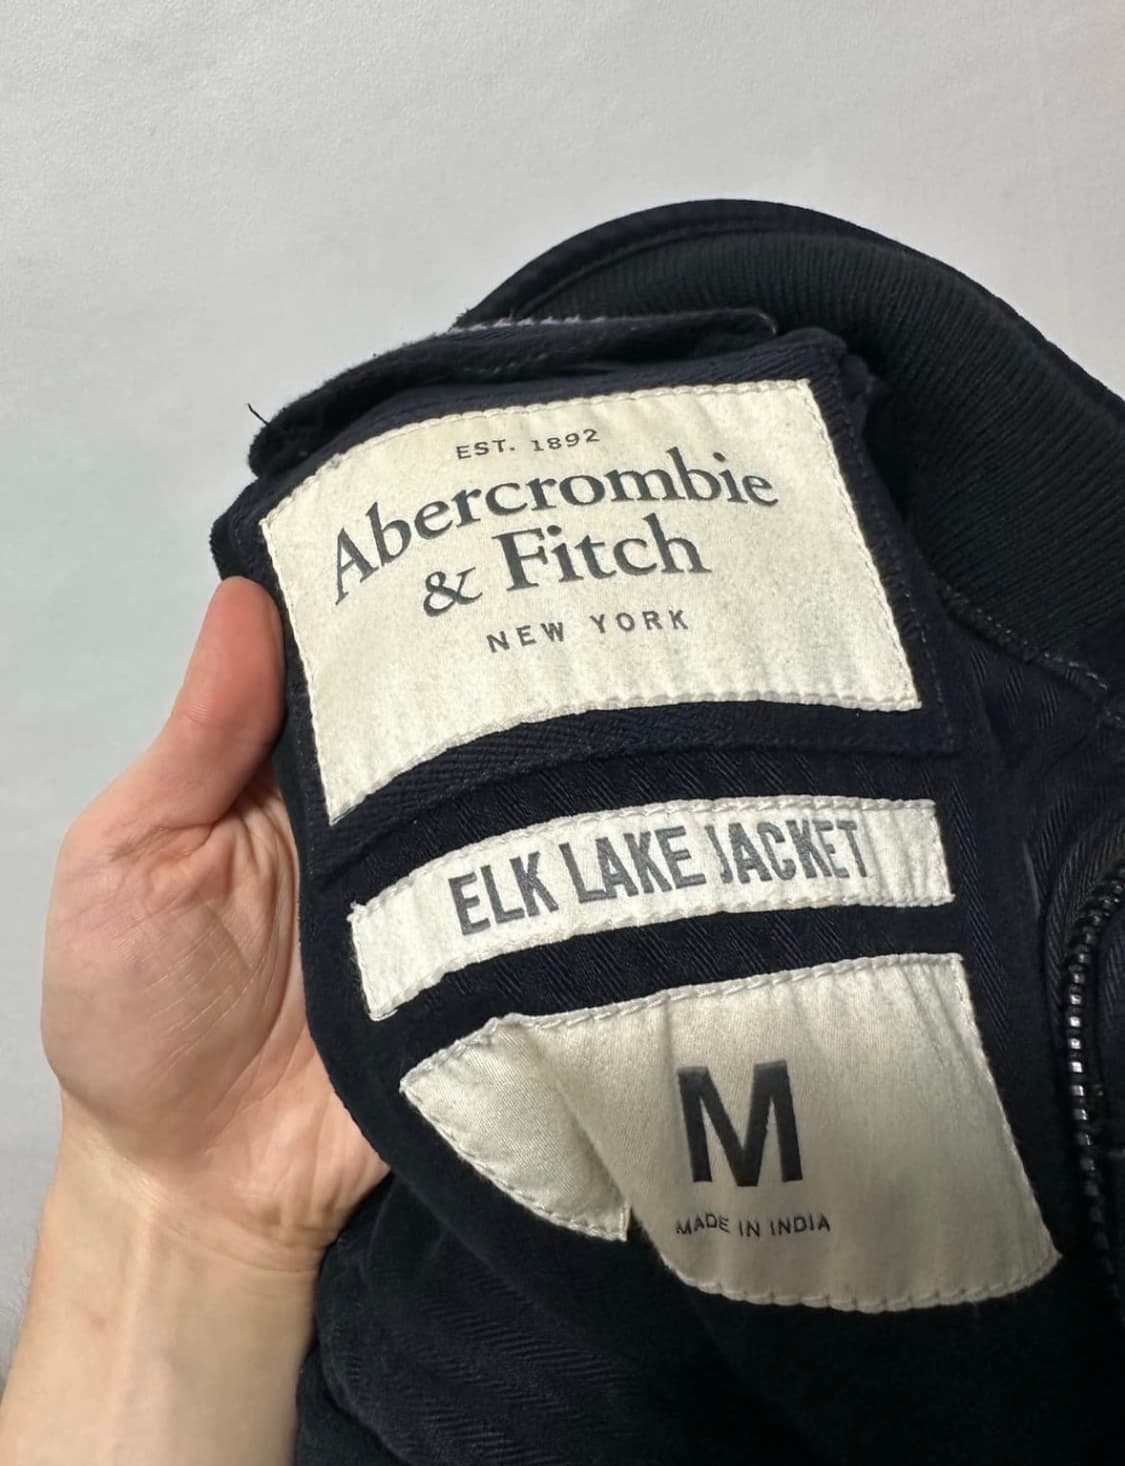 EST. 1892
Abercrombie
& Fitch
NEW YORK
ELK LAKE JACKET
M
MADE IN INDIA